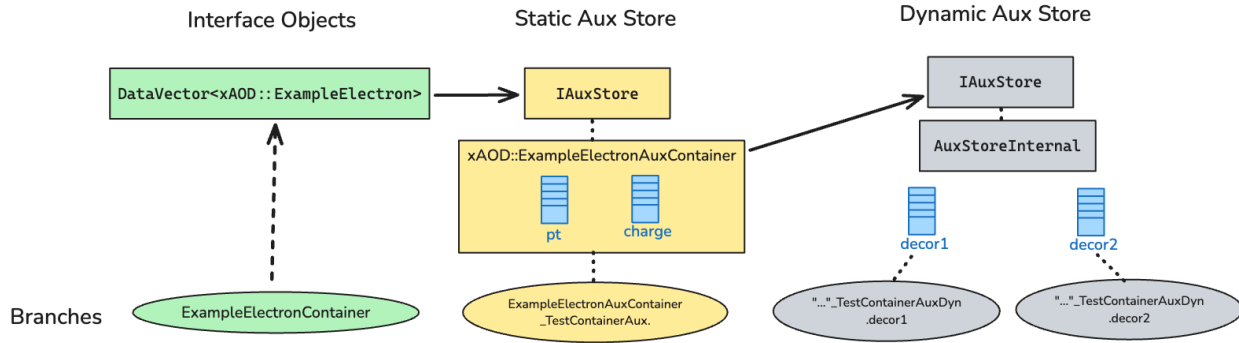 Interface Objects
Static Aux Store
Dynamic Aux Store
DataVector<xAOD::ExampleElectron>
IAuxStore
IAuxStore
AuxStoreInternal
xAOD::ExampleElectronAuxContainer
pt
charge
decor1
decor2
Branches
ExampleElectronContainer
ExampleElectronAuxContainer
_TestContainerAux.
"..."_TestContainerAuxDyn
.decor1
"..."_TestContainerAuxDyn
.decor2